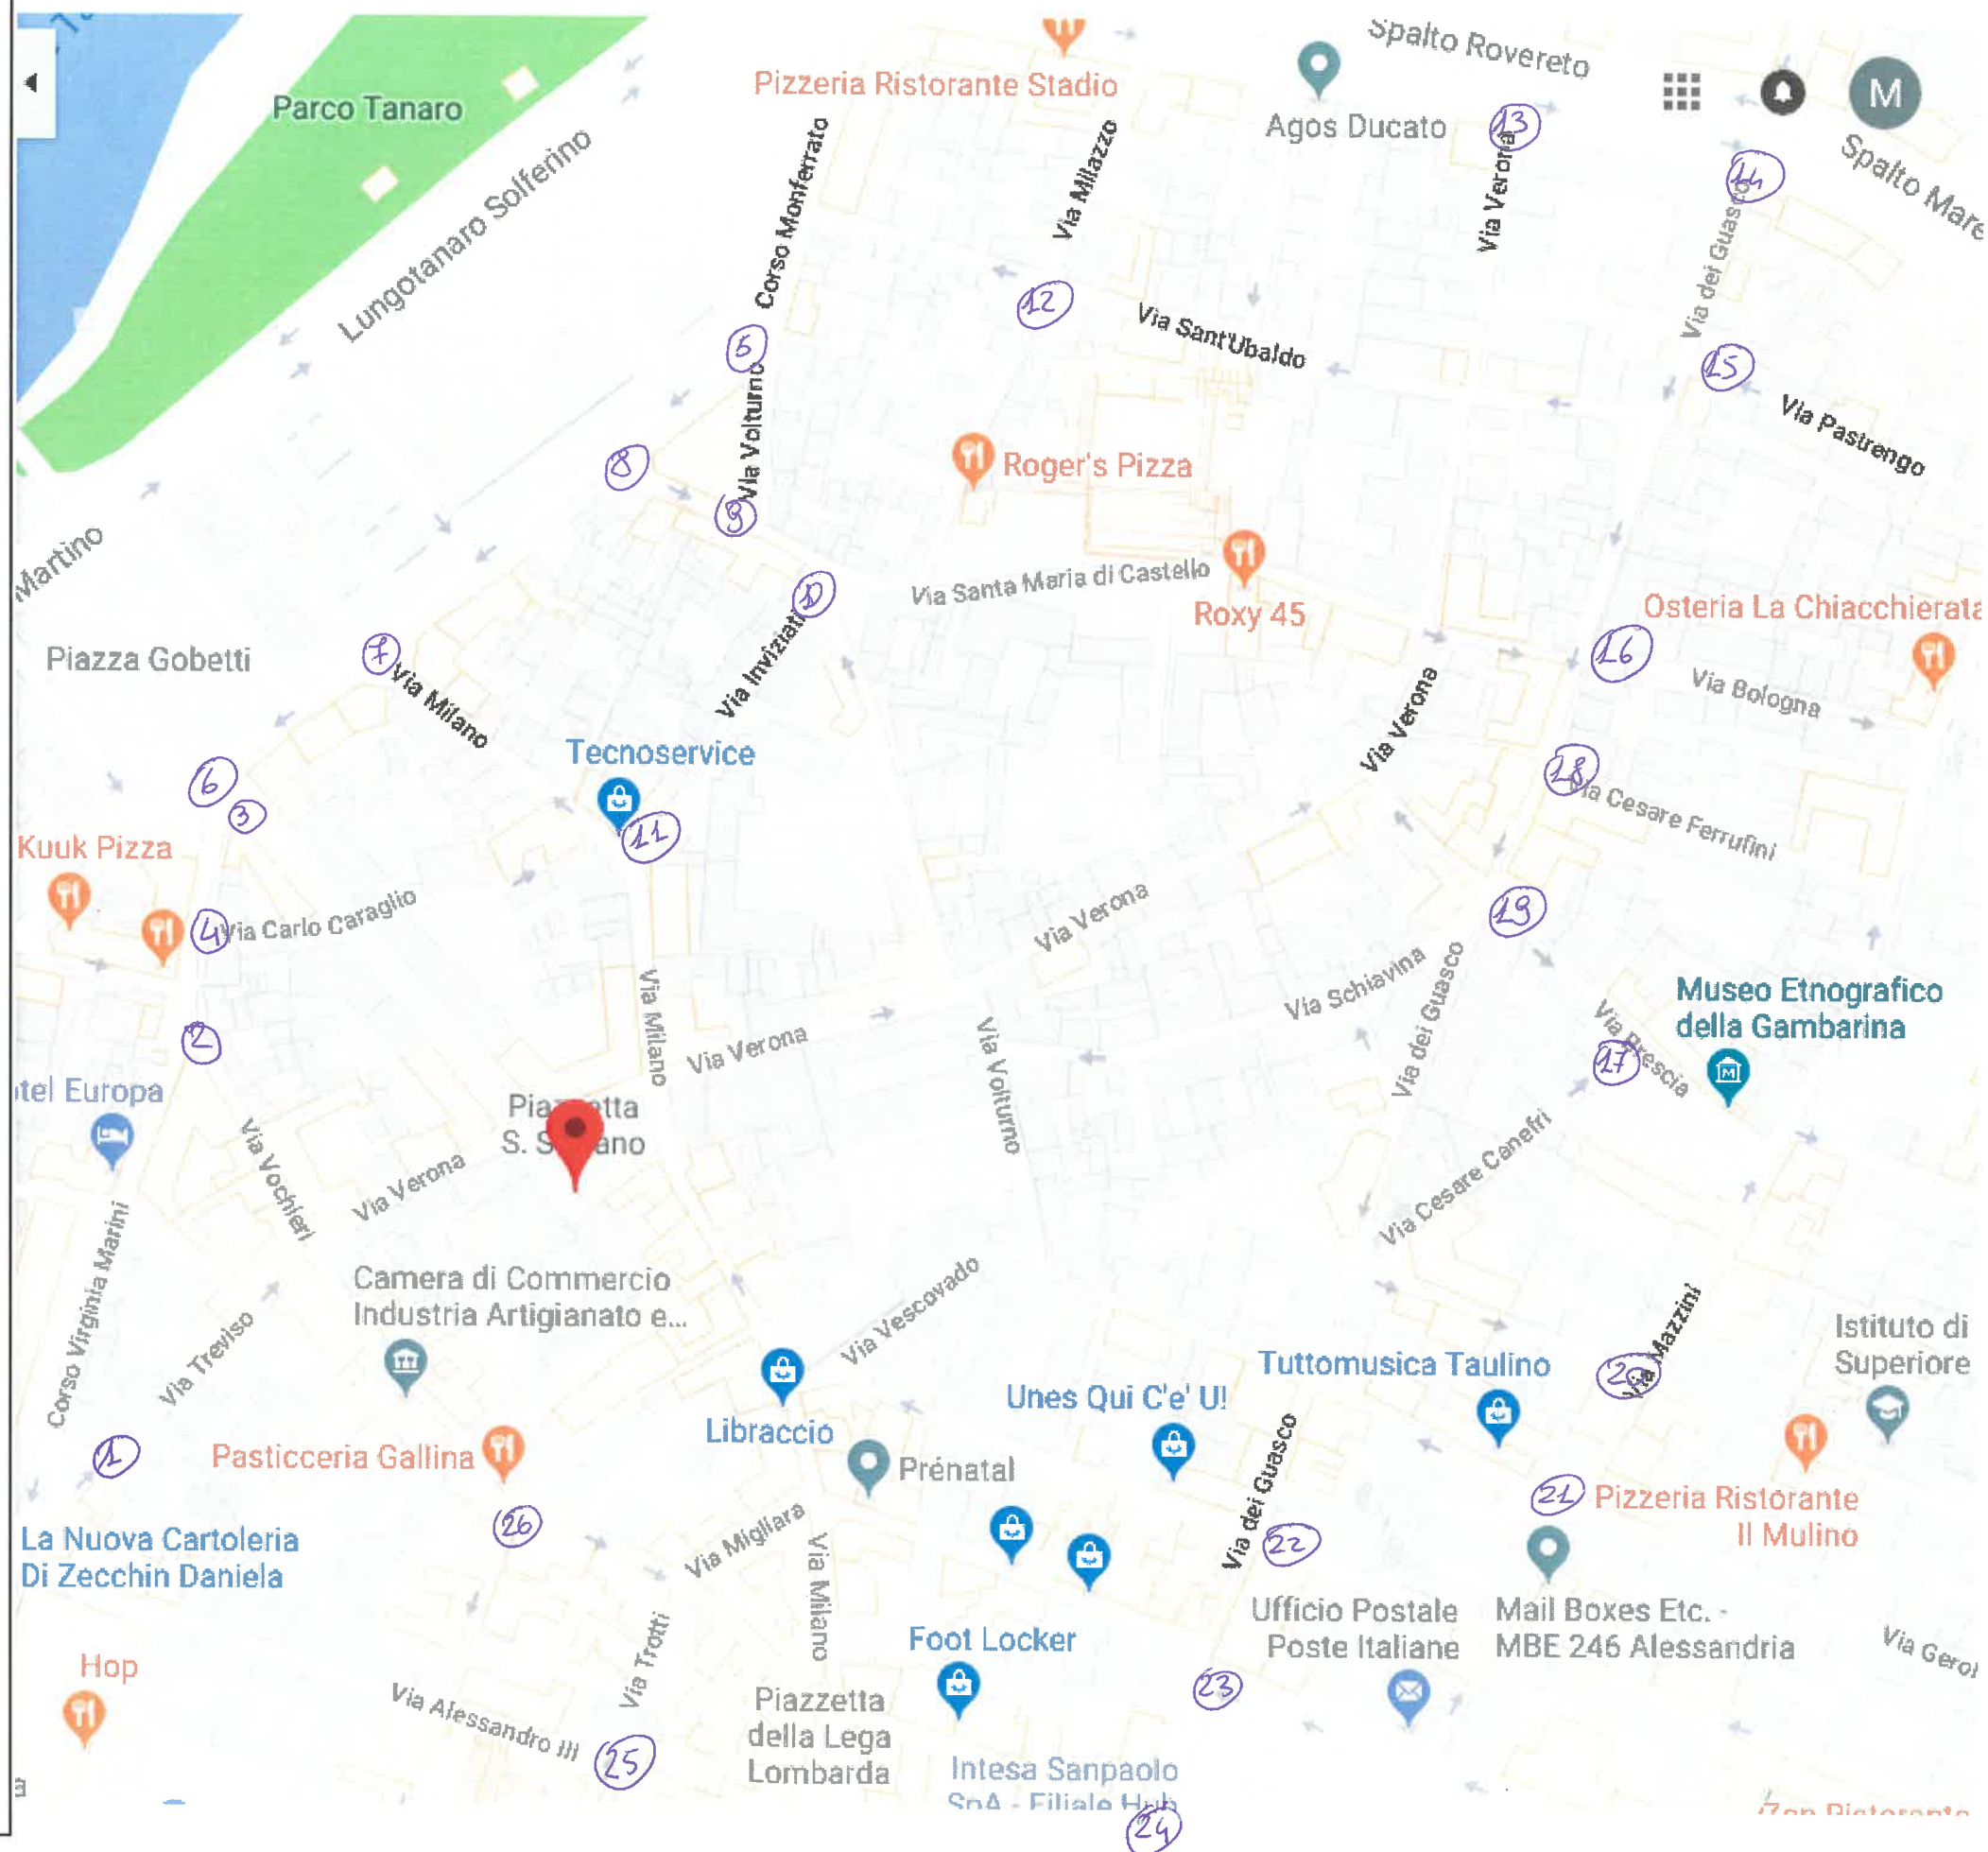 Spalto Rovereto
Pizzeria Ristorante Stadio
M
Parco Tanaro
Agos Ducato
13
Via Verona
14
Spalto Mare
Lungotanaro Solferino
Corso Monferrato
Via Milazzo
Via dei Guasco
12
Via Sant'Ubaldo
5
15
Via Volturno
Via Pastrengo
8
Roger's Pizza
9
Martino
Via Santa Maria di Castello
10
Roxy 45
Osteria La Chiacchierata
Piazza Gobetti
7
Via Milano
Via Inviziati
16
Via Bologna
Via Verona
Tecnoservice
6
3
18
Via Cesare Ferrufini
11
Kuuk Pizza
4
Via Carlo Caraglio
Via Verona
19
Via Schiavina
Via dei Guasco
Museo Etnografico
della Gambarina
Via Milano
2
Via Verona
Via Volturno
Via Brescia
17
tel Europa
Piazzetta
S. S ano
Via Vochieri
Via Verona
Via Cesare Canefri
Corso Virginia Marini
Camera di Commercio
Industria Artigianato e...
Via Vescovado
Via Mazzini
Istituto di
Superiore
Via Treviso
Tuttomusica Taulino
20
Unes Qui C'e' U!
Libraccio
1
Pasticceria Gallina
Prénatal
Via dei Guasco
21
Pizzeria Ristorante
Il Mulino
26
22
La Nuova Cartoleria
Di Zecchin Daniela
Via Migliara
Via Milano
Ufficio Postale
Poste Italiane
Mail Boxes Etc. -
MBE 246 Alessandria
Foot Locker
Via Gerol
Hop
Via Trotti
Via Alessandro III
23
Piazzetta
della Lega
Lombarda
25
Intesa Sanpaolo
SpA - Filiale Hub
24